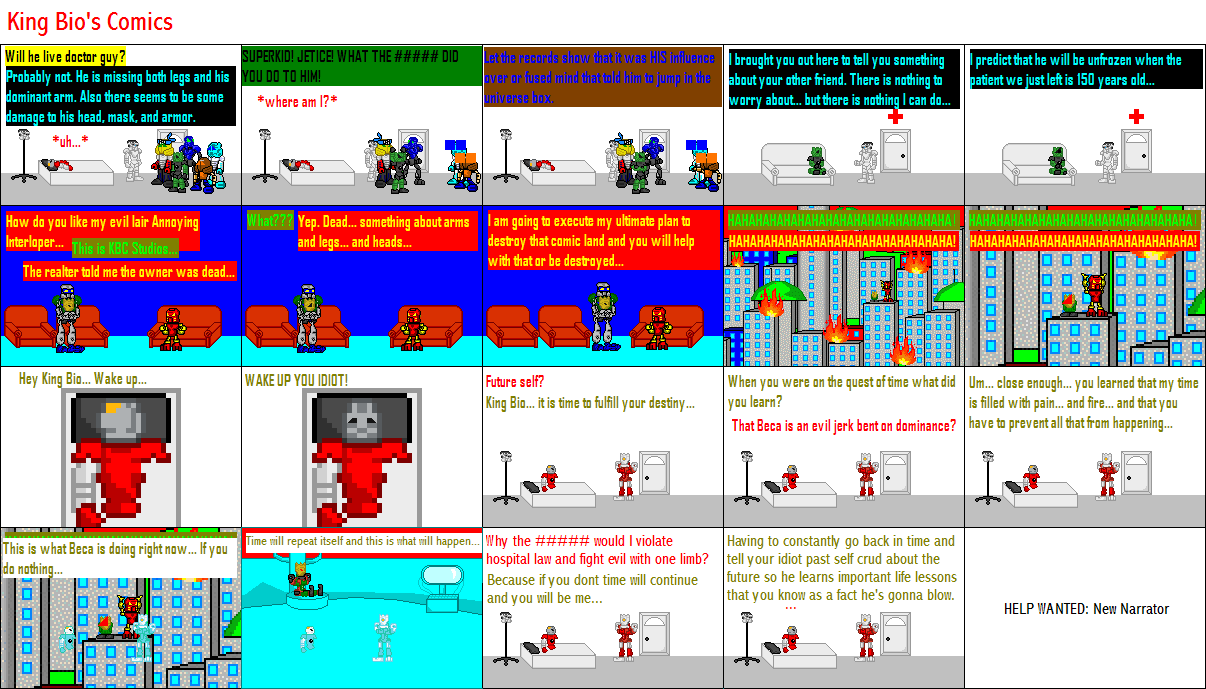 King Bio's Comics
Will he live doctor guy?
Probably not. He is missing both legs and his
dominant arm. Also there seems to be some
damage to his head, mask, and armor.
*uh...*
SUPERKID! JETICE! WHAT THE ##### DID
YOU DO TO HIM!
*where am I?*
Let the records show that it was HIS influence
over or fused mind that told him to jump in the
universe box.
I brought you out here to tell you something
about your other friend. There is nothing to
worry about... but there is nothing I can do...
I predict that he will be unfrozen when the
patient we just left is 150 years old...
How do you like my evil lair Annoying
Interloper...
This is KBC Studios...
The realter told me the owner was dead...
What???
Yep. Dead... something about arms
and legs... and heads...
I am going to execute my ultimate plan to
destroy that comic land and you will help
with that or be destroyed...
HAHAHAHAHAHAHAHAHAHAHAHAHAHA!
HAHAHAHAHAHAHAHAHAHAHAHAHAHA!
HAHAHAHAHAHAHAHAHAHAHAHAHAHA!
HAHAHAHAHAHAHAHAHAHAHAHAHAHA!
Hey King Bio... Wake up...
WAKE UP YOU IDIOT!
Future self?
King Bio... it is time to fulfill your destiny...
When you were on the quest of time what did
you learn?
That Beca is an evil jerk bent on dominance?
Um... close enough... you learned that my time
is filled with pain... and fire... and that you
have to prevent all that from happening...
This is what Beca is doing right now... If you
do nothing...
Time will repeat itself and this is what will happen...
Why the ##### would I violate
hospital law and fight evil with one limb?
Because if you dont time will continue
and you will be me...
Having to constantly go back in time and
tell your idiot past self crud about the
future so he learns important life lessons
that you know as a fact he's gonna blow.
...
HELP WANTED: New Narrator